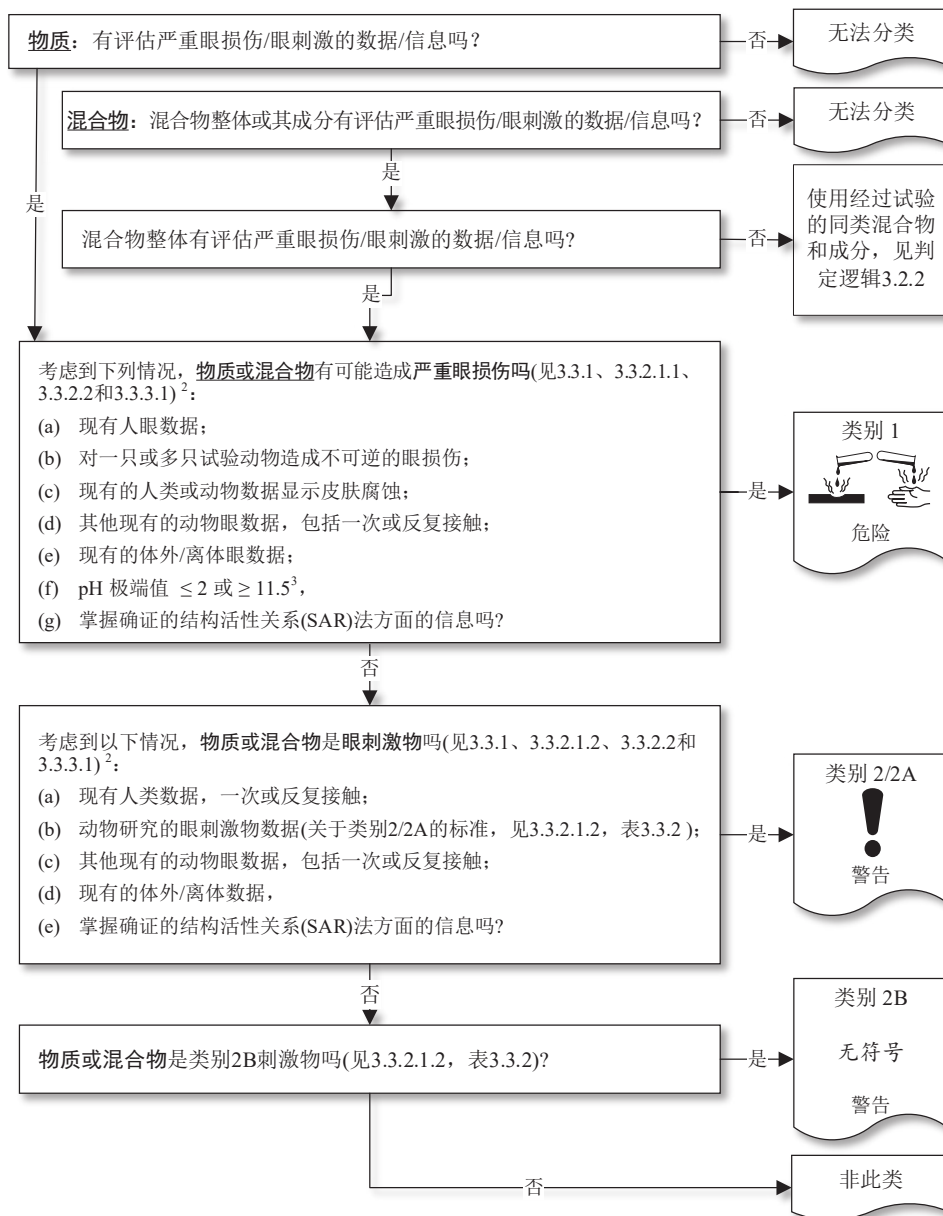 物质：有评估严重眼损伤/眼刺激的数据/信息吗？
否
无法分类
混合物：混合物整体或其成分有评估严重眼损伤/眼刺激的数据/信息吗？
否
无法分类
是
是
混合物整体有评估严重眼损伤/眼刺激的数据/信息吗?
否
使用经过试验
的同类混合物
和成分，见判
定逻辑3.2.2
是
考虑到下列情况，物质或混合物有可能造成严重眼损伤吗(见3.3.1、3.3.2.1.1、
3.3.2.2和3.3.3.1) 2：
(a) 现有人眼数据；
(b) 对一只或多只试验动物造成不可逆的眼损伤；
(c) 现有的人类或动物数据显示皮肤腐蚀；
(d) 其他现有的动物眼数据，包括一次或反复接触；
(e) 现有的体外/离体眼数据；
(f) pH 极端值 ≤ 2 或 ≥ 11.5³，
(g) 掌握确证的结构活性关系(SAR)法方面的信息吗?
是
类别 1
危险
否
考虑到以下情况，物质或混合物是眼刺激物吗(见3.3.1、3.3.2.1.2、3.3.2.2和
3.3.3.1) 2：
(a) 现有人类数据，一次或反复接触；
(b) 动物研究的眼刺激物数据(关于类别2/2A的标准，见3.3.2.1.2，表3.3.2 )；
(c) 其他现有的动物眼数据，包括一次或反复接触；
(d) 现有的体外/离体数据，
(e) 掌握确证的结构活性关系(SAR)法方面的信息吗?
是
类别 2/2A
警告
否
物质或混合物是类别2B刺激物吗(见3.3.2.1.2，表3.3.2)?
是
类别 2B
无符号
警告
否
非此类